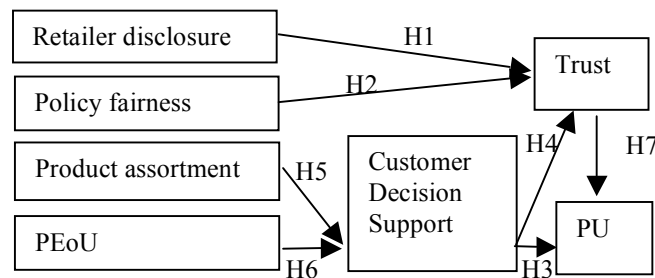 Retailer disclosure
H1
Trust
Policy fairness
H2
Product assortment
H5
Customer
Decision
Support
H4
H7
PEoU
H6
H3
PU